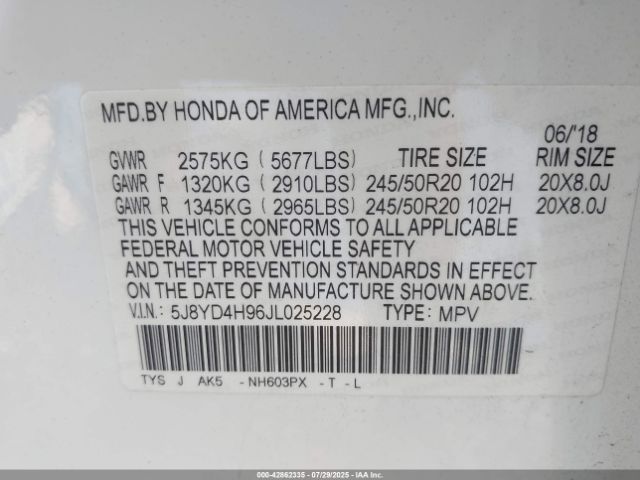 MFD.BY HONDA OF AMERICA MFG.,INC.
06/'18
GVWR 2575KG ( 5677LBS) TIRE SIZE RIM SIZE
GAWR F 1320KG ( 2910LBS) 245/50R20 102H 20X8.0J
GAWR R 1345KG ( 2965LBS) 245/50R20 102H 20X8.0J
THIS VEHICLE CONFORMS TO ALL APPLICABLE
FEDERAL MOTOR VEHICLE SAFETY
AND THEFT PREVENTION STANDARDS IN EFFECT
ON THE DATE OF MANUFACTURE SHOWN ABOVE.
V.I.N.: 5J8YD4H96JL025228 TYPE: MPV
TYS J AK5 -NH603PX -T -L
000-42862335 - 07/29/2025 - IAAI.com